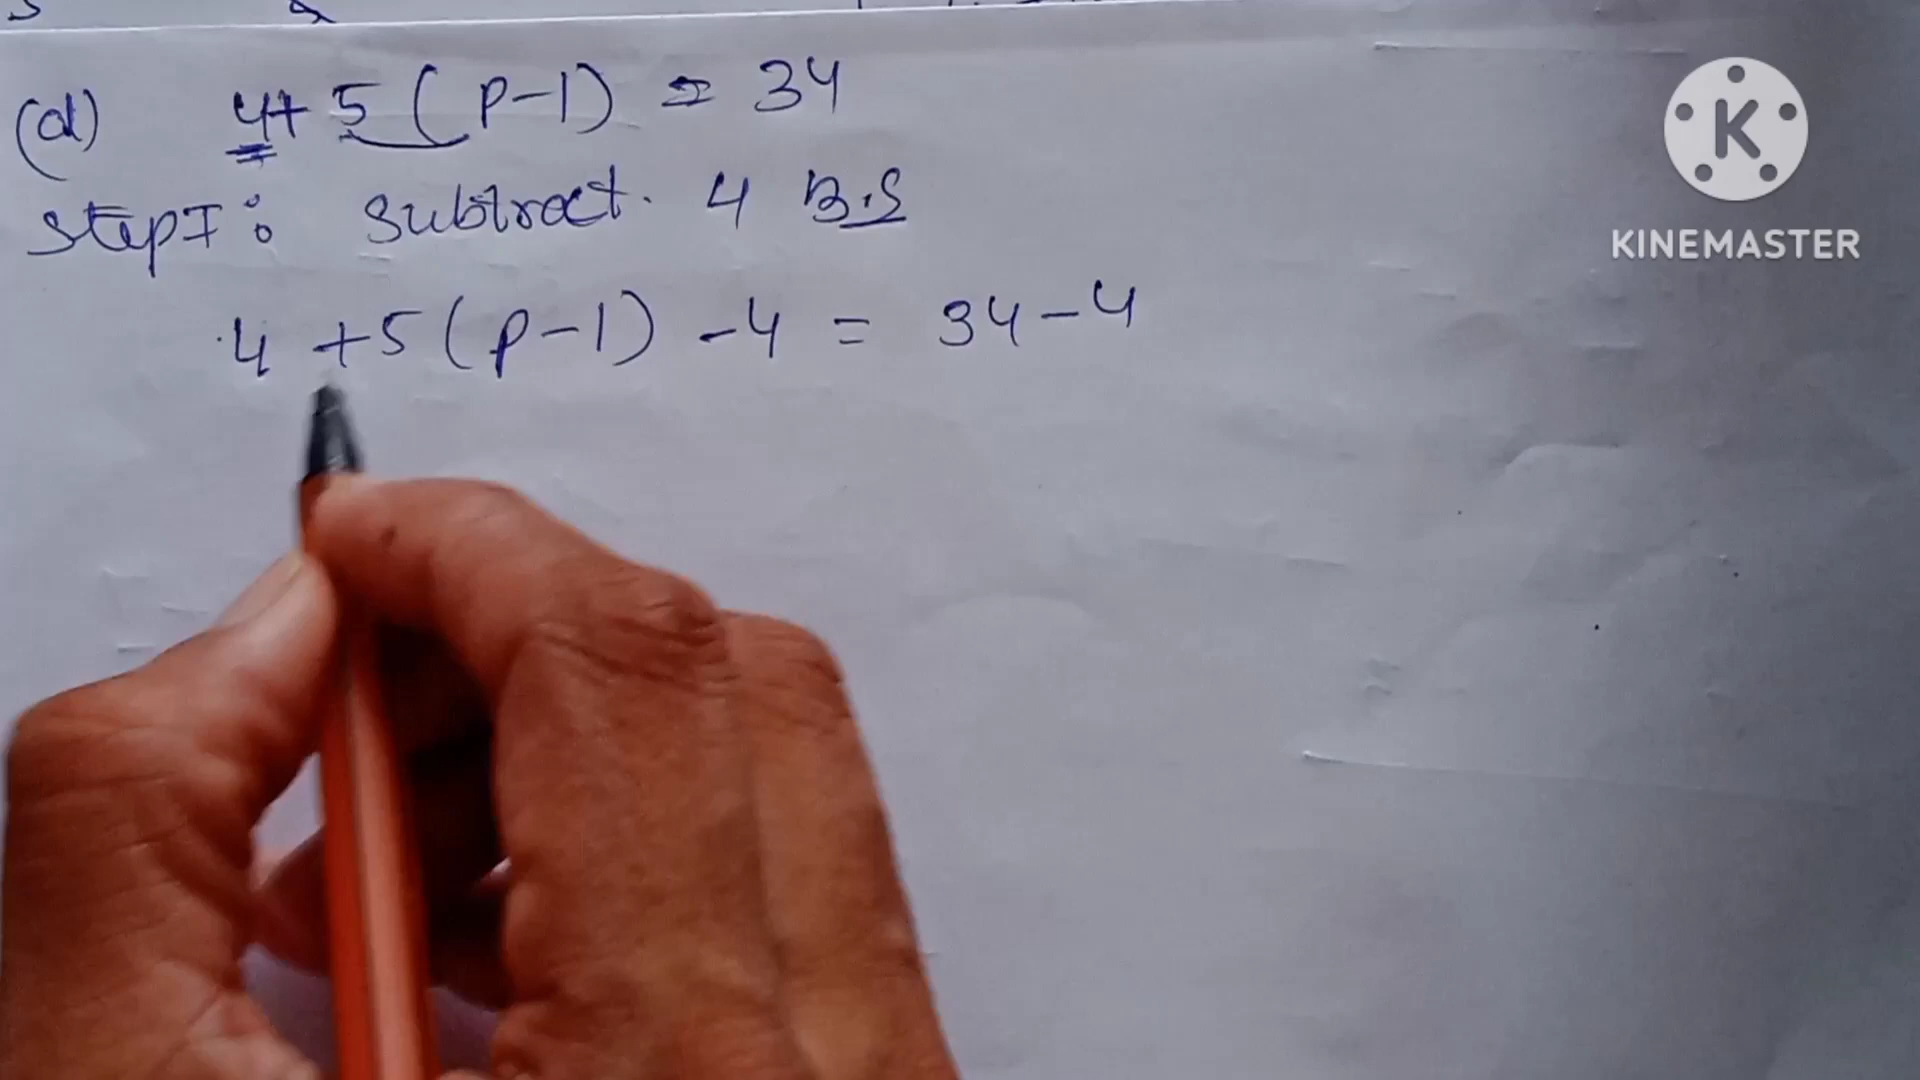 (d) 4+ 5 (p-1) = 34
Step I : Subtract. 4 B.S
4 +5 (p-1) -4 = 34-4
K
KINEMASTER